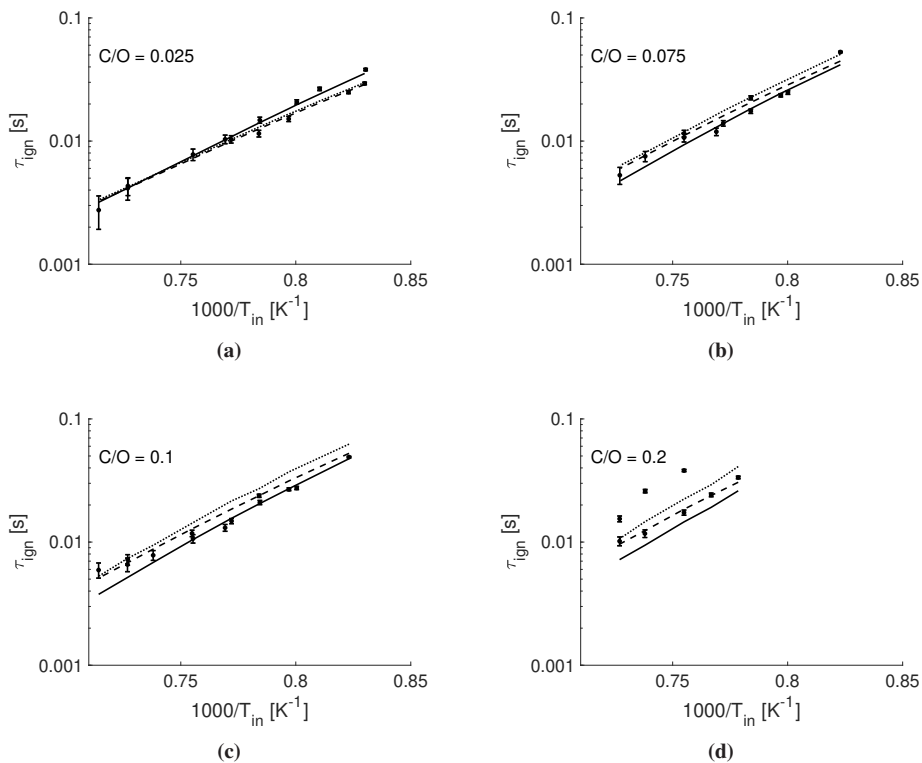 0.1
C/O = 0.025
0.01
τign [s]
0.001
0.75
0.8
0.85
1000/Tin [K-1]
(a)
0.1
C/O = 0.075
0.01
τign [s]
0.001
0.75
0.8
0.85
1000/Tin [K-1]
(b)
0.1
C/O = 0.1
0.01
τign [s]
0.001
0.75
0.8
0.85
1000/Tin [K-1]
(c)
0.1
C/O = 0.2
0.01
τign [s]
0.001
0.75
0.8
0.85
1000/Tin [K-1]
(d)